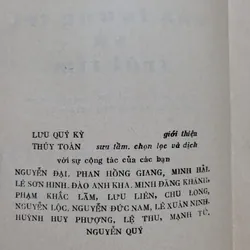 LƯU QUÝ KỲ giới thiệu
THÚY TOÀN sưu tầm, chọn lọc và dịch
với sự cộng tác của các bạn
NGUYỄN ĐẠI, PHAN HỒNG GIANG, MINH HẢI,
LÊ SƠN HINH, ĐÀO ANH KHA, MINH ĐĂNG KHÁNH,
PHẠM KHẮC LÃM, LƯU LIÊN, CHU LONG,
NGUYỄN LỘC, NGUYỄN ĐỨC NAM, LÊ XUÂN NINH,
HUỲNH HUY PHƯỢNG, LỆ THU, MẠNH TỨ,
NGUYỄN QUÝ